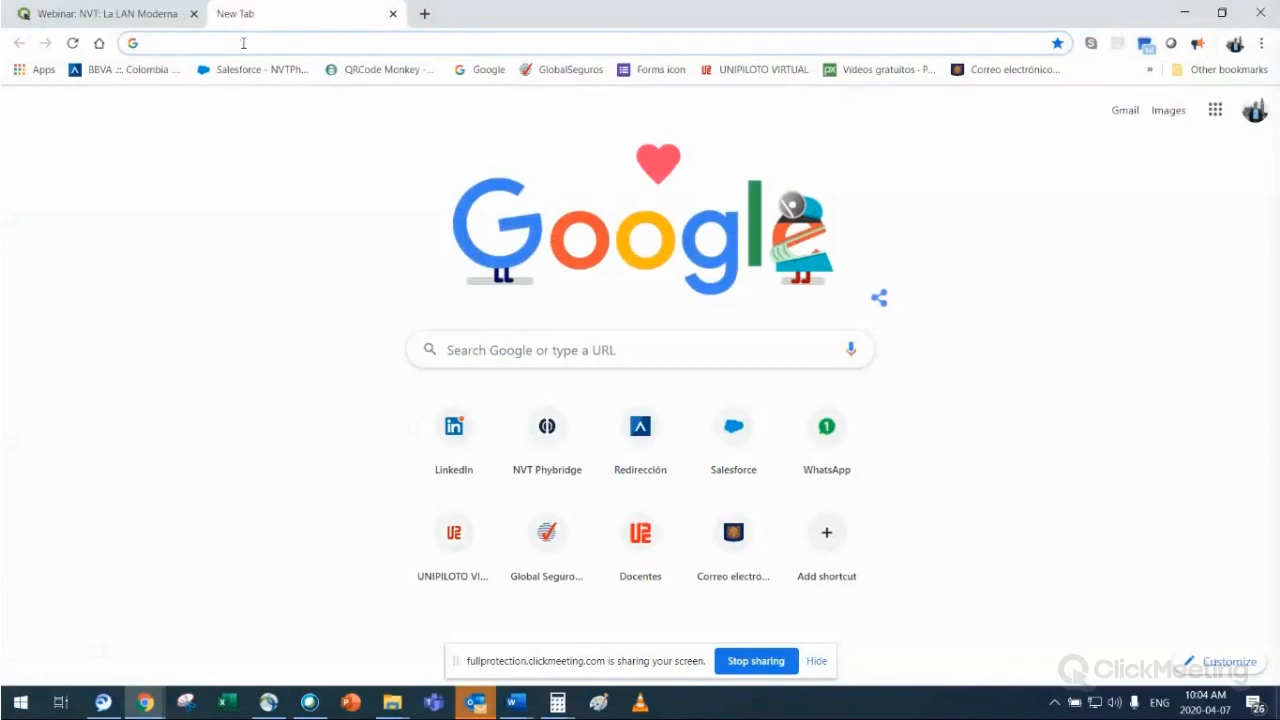 Webinar: NVT: La LAN Moderna
New Tab
Apps BBVA .::. Colombia ... Salesforce - NVTPh... QRCode Monkey -... Google GlobalSeguros Forms icon UNIPILOTO VIRTUAL Vídeos gratuitos · P... Correo electrónico... » Other bookmarks
Gmail Images
Google
Search Google or type a URL
LinkedIn NVT Phybridge Redirección Salesforce WhatsApp
UNIPILOTO VI... Global Seguro... Docentes Correo electró... Add shortcut
fullprotection.clickmeeting.com is sharing your screen. Stop sharing Hide
Customize
ClickMeeting
ENG
10:04 AM
2020-04-07
26